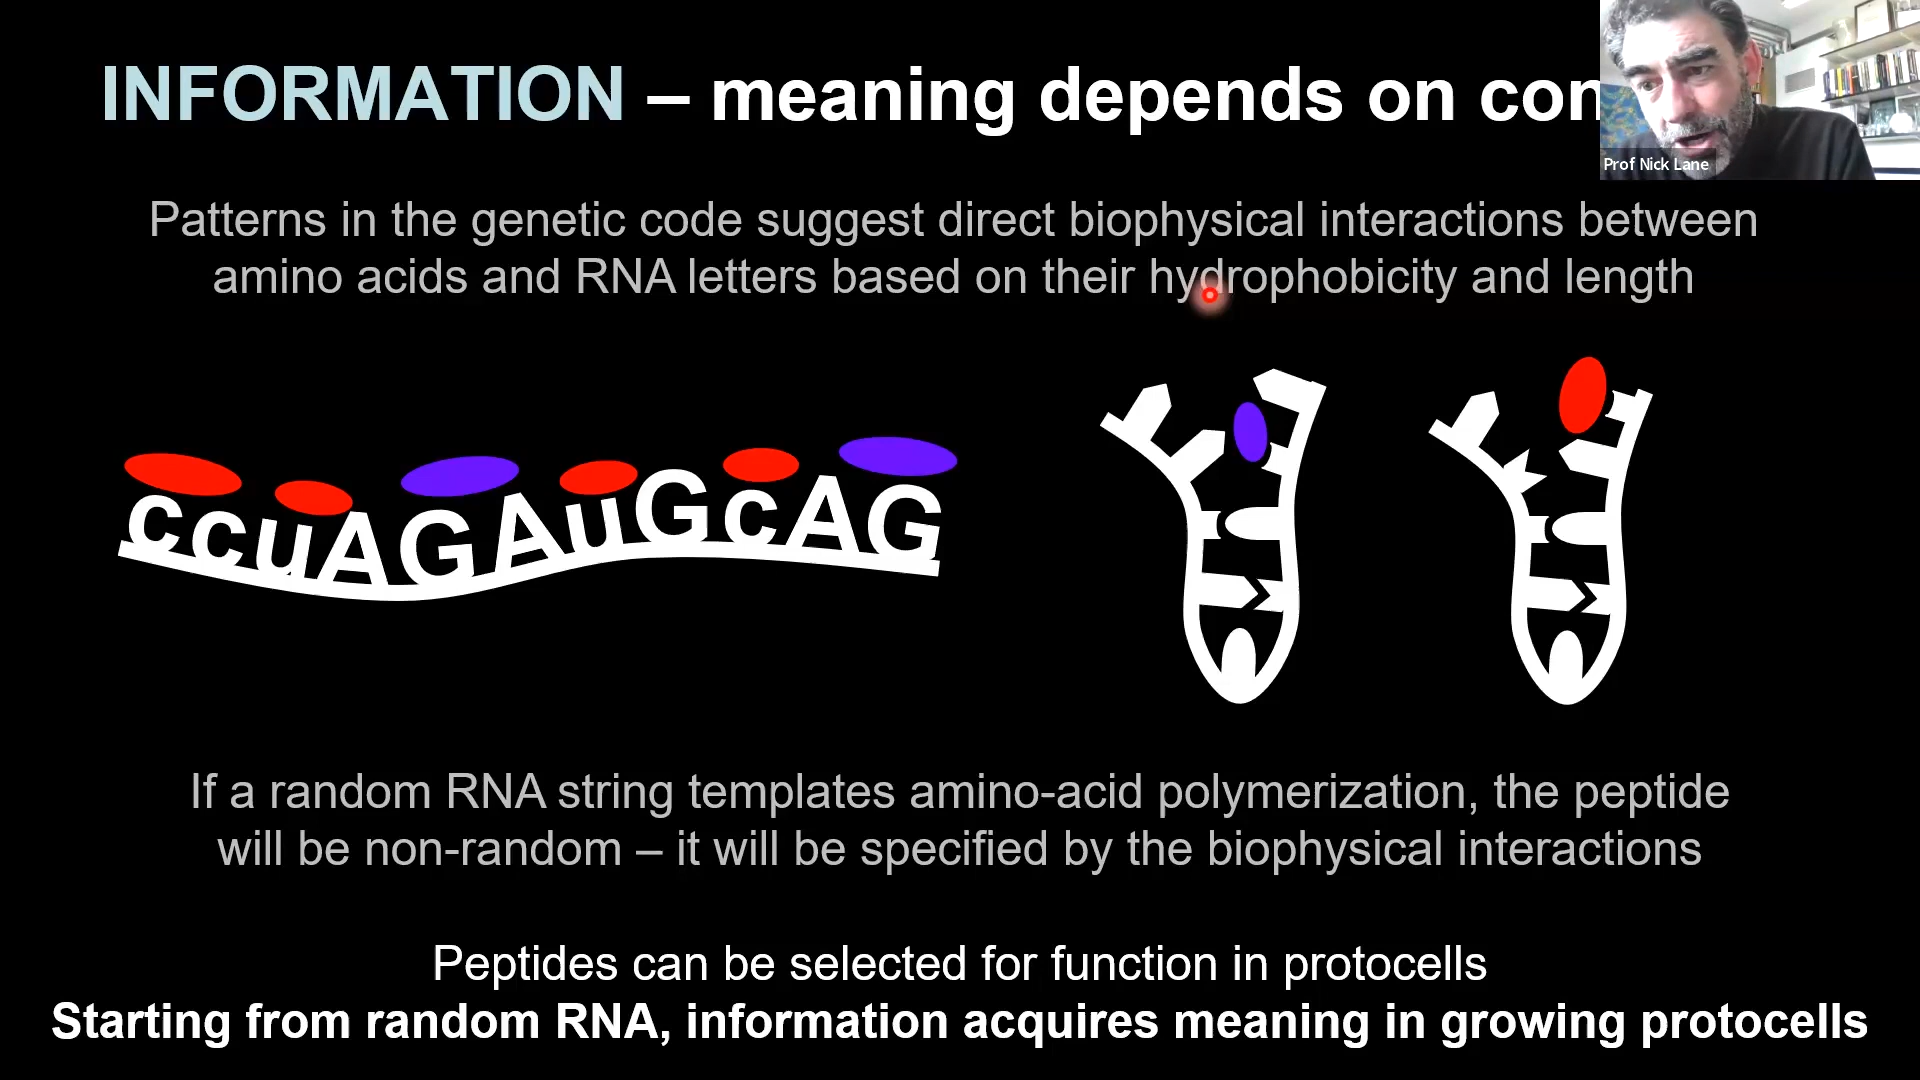 INFORMATION – meaning depends on con
Prof Nick Lane
Patterns in the genetic code suggest direct biophysical interactions between
amino acids and RNA letters based on their hydrophobicity and length
ccuAGAuGcAG
If a random RNA string templates amino-acid polymerization, the peptide
will be non-random – it will be specified by the biophysical interactions
Peptides can be selected for function in protocells
Starting from random RNA, information acquires meaning in growing protocells